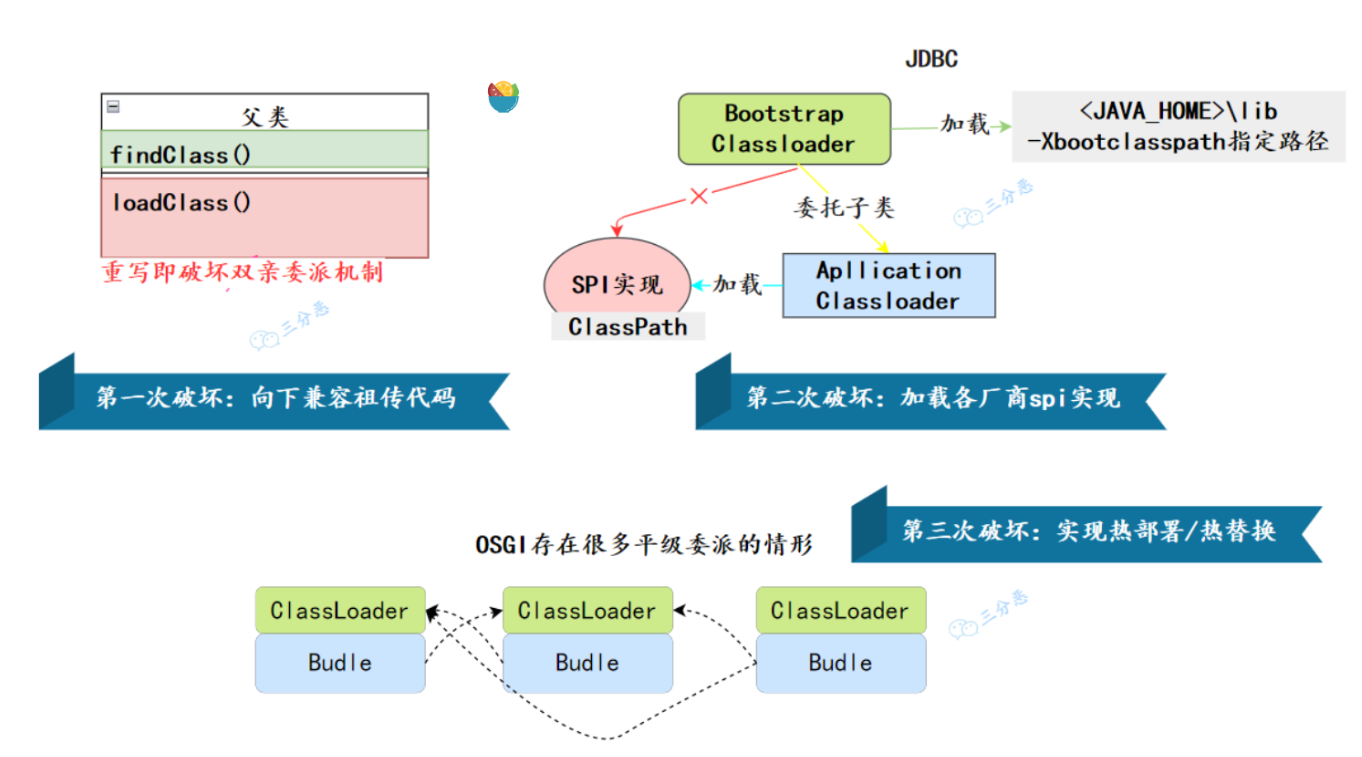 父类
findClass()
loadClass()
重写即破坏双亲委派机制
三分恶
第一次破坏：向下兼容祖传代码
JDBC
Bootstrap
Classloader
加载
<JAVA_HOME>\lib
-Xbootclasspath指定路径
委托子类
三分恶
SPI实现
ClassPath
加载
Apllication
Classloader
第二次破坏：加载各厂商spi实现
第三次破坏：实现热部署/热替换
OSGI存在很多平级委派的情形
ClassLoader
Budle
ClassLoader
Budle
ClassLoader
Budle
三分恶